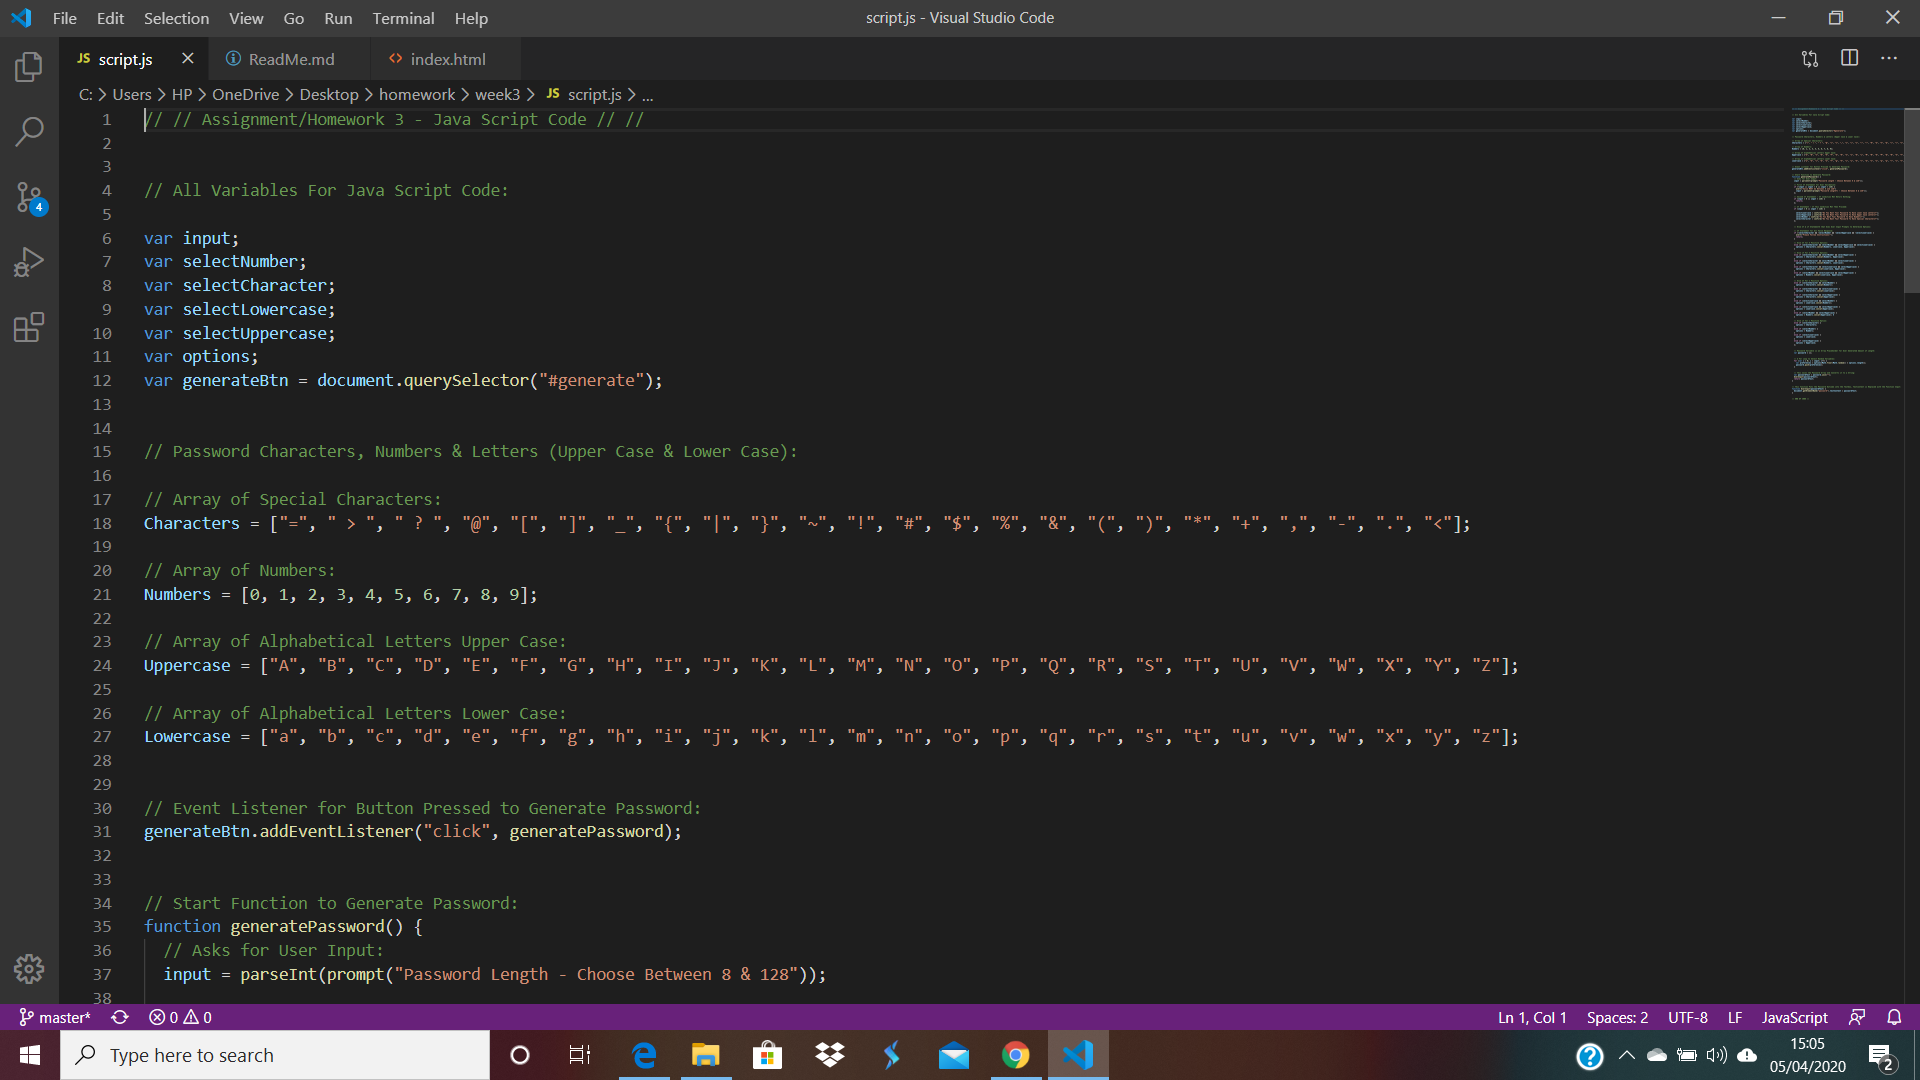 File Edit Selection View Go Run Terminal Help
script.js - Visual Studio Code
JS script.js
ReadMe.md
<> index.html
C: > Users > HP > OneDrive > Desktop > homework > week3 > JS script.js > ...
1 // // Assignment/Homework 3 - Java Script Code // //
2
3
4 // All Variables For Java Script Code:
5
6 var input;
7 var selectNumber;
8 var selectCharacter;
9 var selectLowercase;
10 var selectUppercase;
11 var options;
12 var generateBtn = document.querySelector("#generate");
13
14
15 // Password Characters, Numbers & Letters (Upper Case & Lower Case):
16
17 // Array of Special Characters:
18 Characters = ["=", " > ", " ? ", "@", "[", "]", "_", "{", "|", "}", "~", "!", "#", "$", "%", "&", "(", ")", "*", "+", ",", "-", ".", "<"];
19
20 // Array of Numbers:
21 Numbers = [0, 1, 2, 3, 4, 5, 6, 7, 8, 9];
22
23 // Array of Alphabetical Letters Upper Case:
24 Uppercase = ["A", "B", "C", "D", "E", "F", "G", "H", "I", "J", "K", "L", "M", "N", "O", "P", "Q", "R", "S", "T", "U", "V", "W", "X", "Y", "Z"];
25
26 // Array of Alphabetical Letters Lower Case:
27 Lowercase = ["a", "b", "c", "d", "e", "f", "g", "h", "i", "j", "k", "l", "m", "n", "o", "p", "q", "r", "s", "t", "u", "v", "w", "x", "y", "z"];
28
29
30 // Event Listener for Button Pressed to Generate Password:
31 generateBtn.addEventListener("click", generatePassword);
32
33
34 // Start Function to Generate Password:
35 function generatePassword() {
36 // Asks for User Input:
37 input = parseInt(prompt("Password Length - Choose Between 8 & 128"));
38
4
master* 0 0
Ln 1, Col 1 Spaces: 2 UTF-8 LF JavaScript
Type here to search
15:05
05/04/2020
2